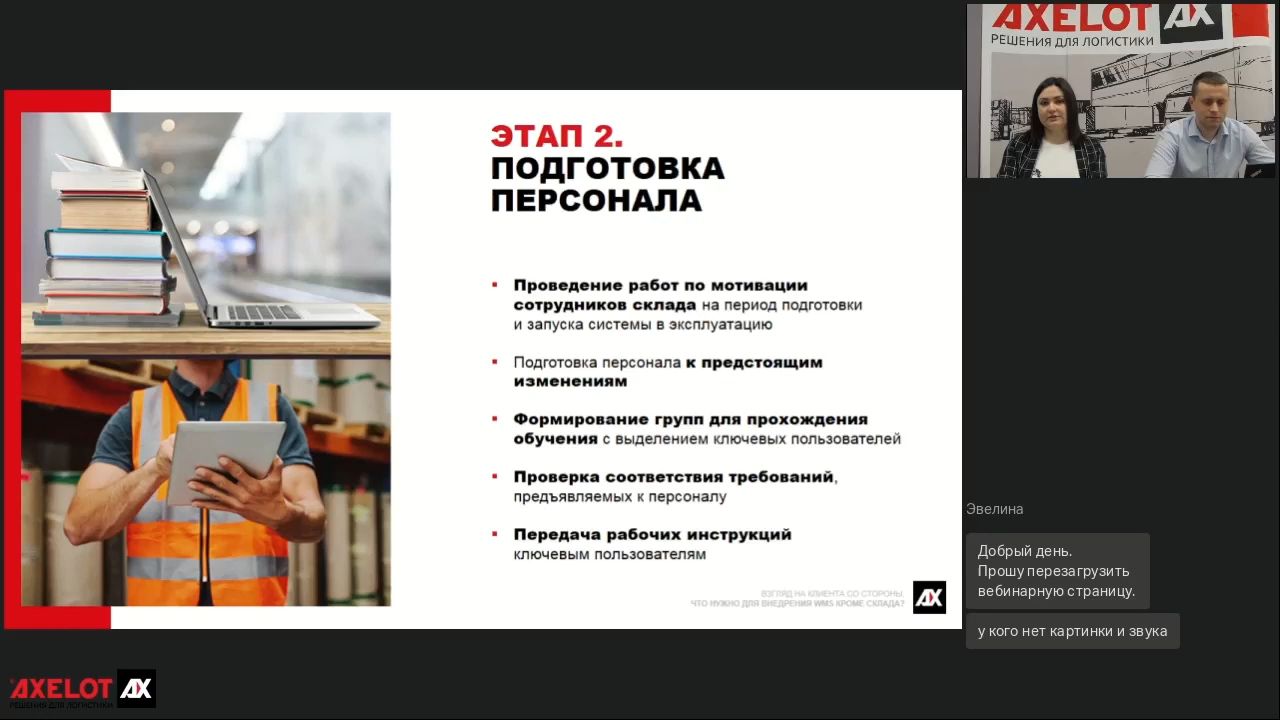 ЭТАП 2.
ПОДГОТОВКА
ПЕРСОНАЛА
Проведение работ по мотивации
сотрудников склада на период подготовки
и запуска системы в эксплуатацию
Подготовка персонала к предстоящим
изменениям
Формирование групп для прохождения
обучения с выделением ключевых пользователей
Проверка соответствия требований,
предъявляемых к персоналу
Передача рабочих инструкций
ключевым пользователям
ВЗГЛЯД НА КЛИЕНТА СО СТОРОНЫ.
ЧТО НУЖНО ДЛЯ ВНЕДРЕНИЯ WMS КРОМЕ СКЛАДА?
AX
AXELOT AX
РЕШЕНИЯ ДЛЯ ЛОГИСТИКИ
AXELOT AX
РЕШЕНИЯ ДЛЯ ЛОГИСТИКИ
Эвелина
Добрый день.
Прошу перезагрузить
вебинарную страницу.
у кого нет картинки и звука